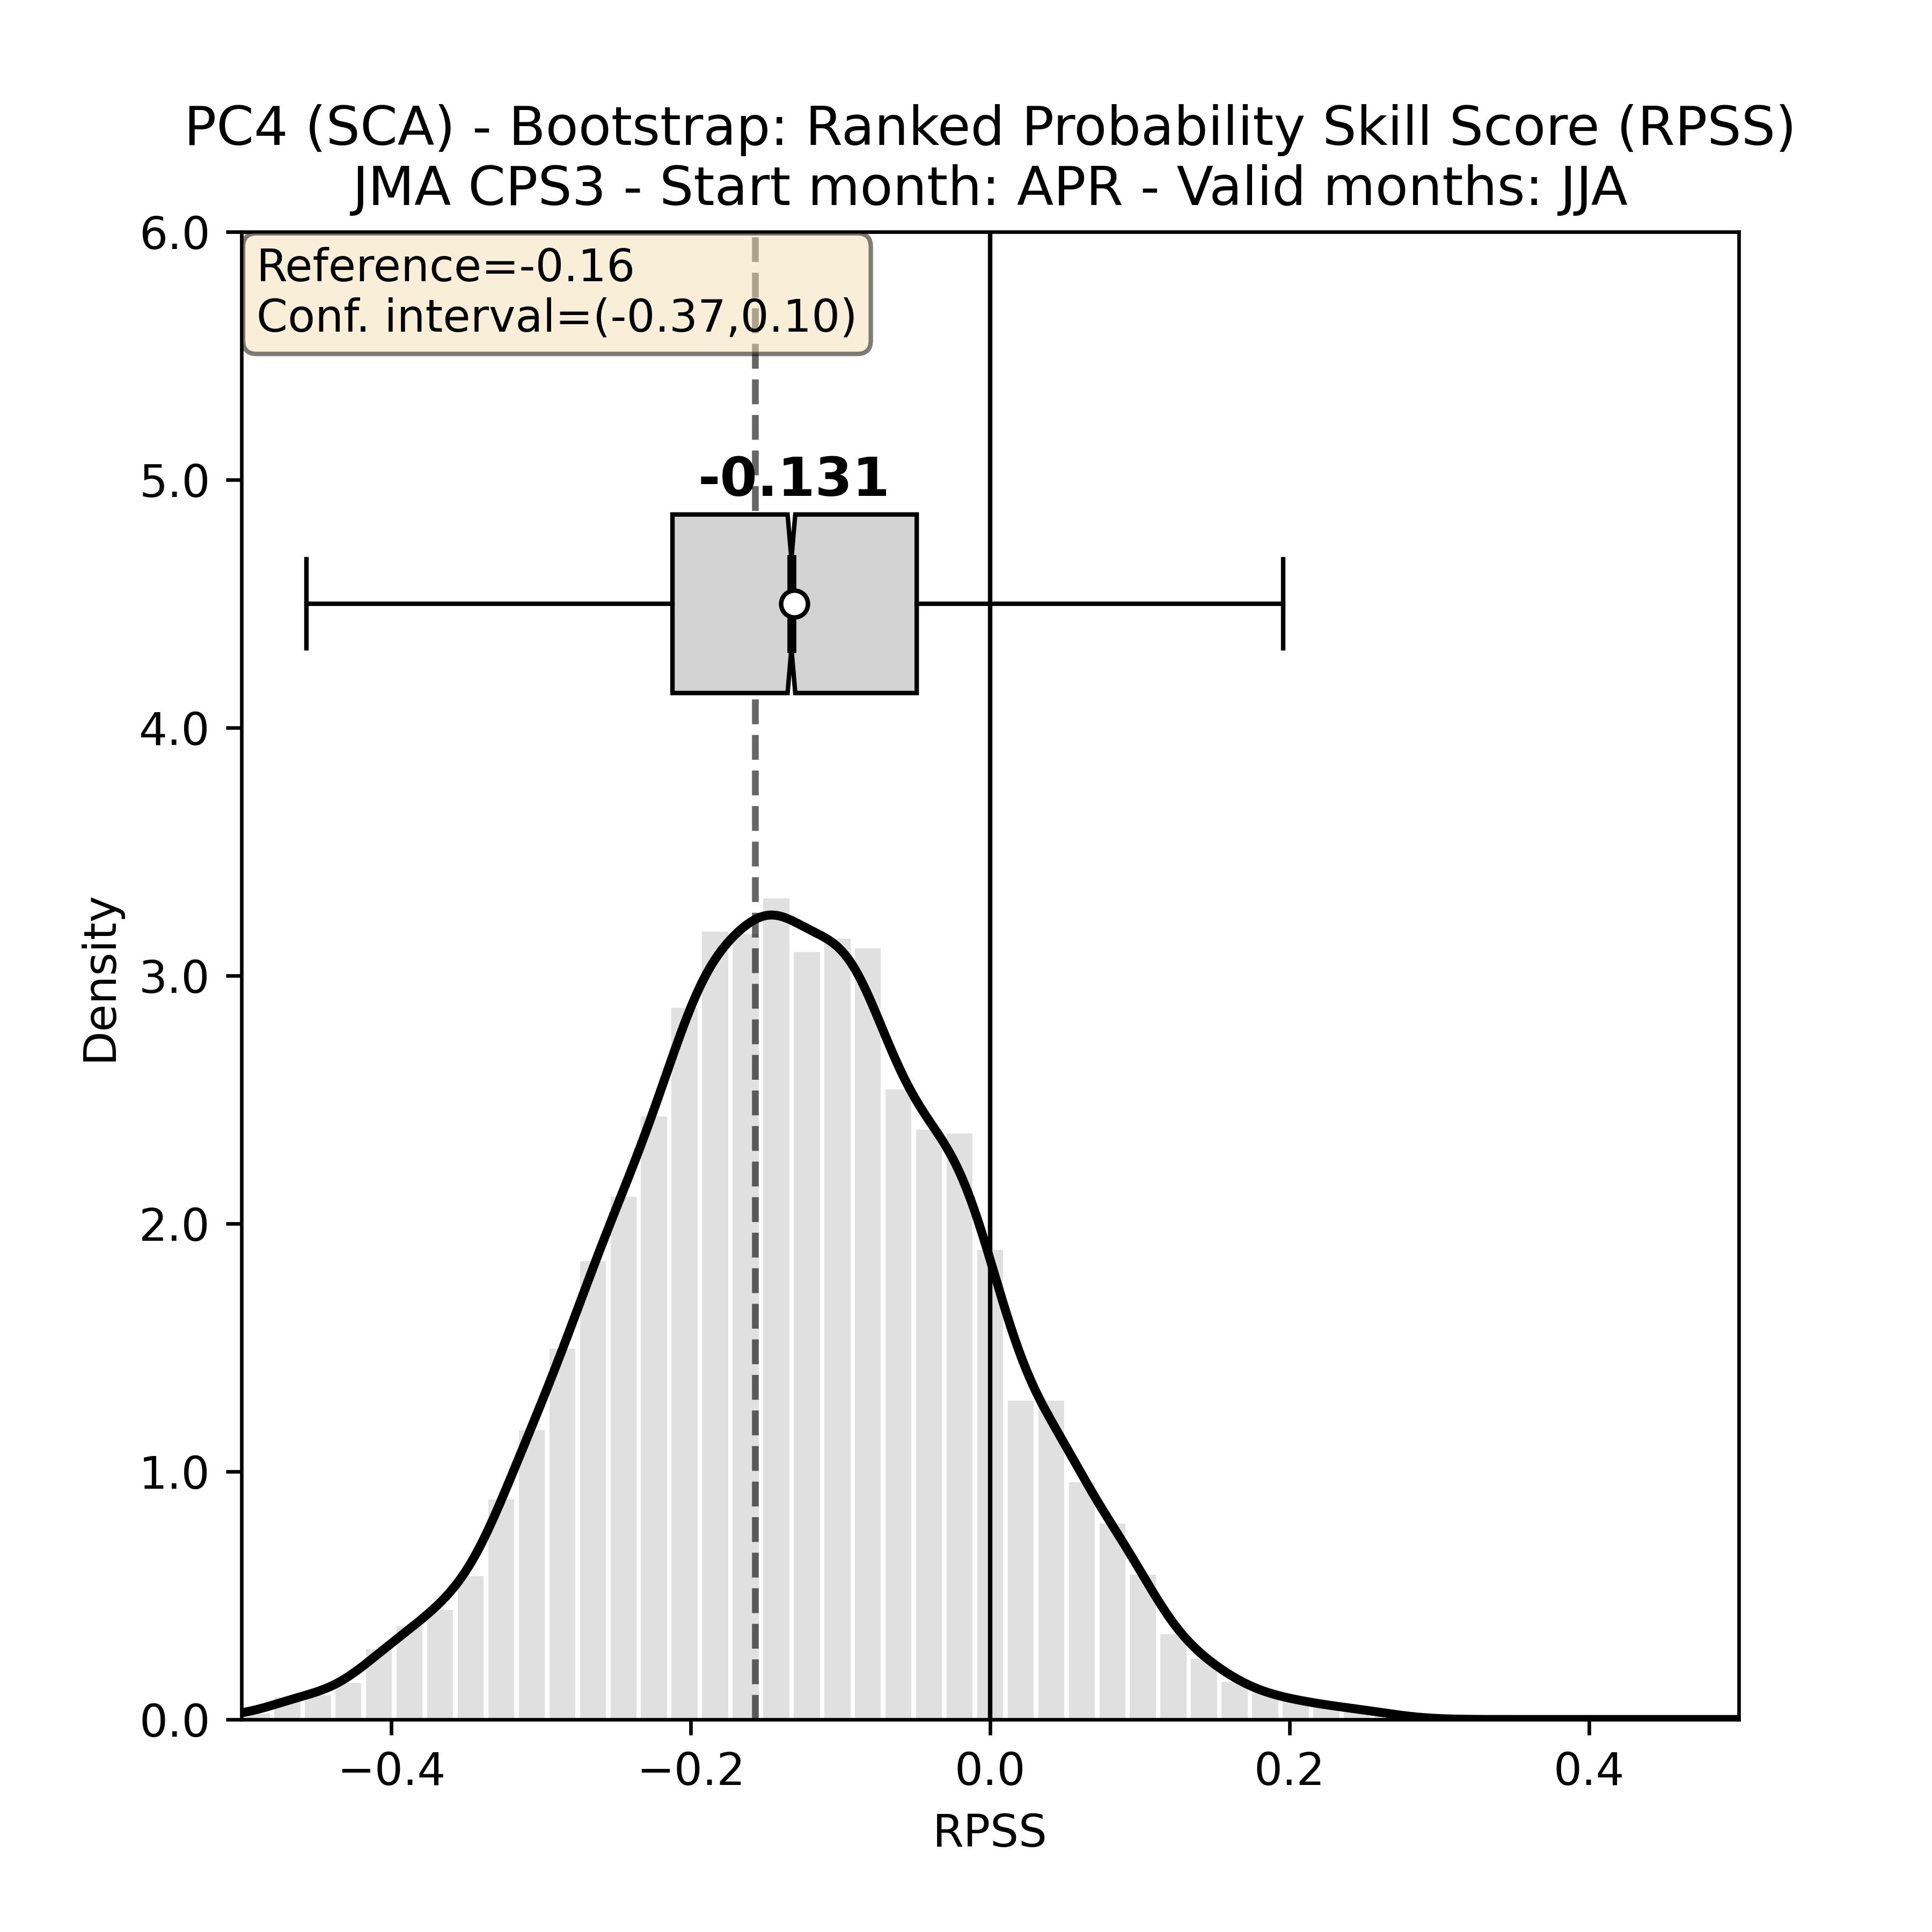 PC4 (SCA) - Bootstrap: Ranked Probability Skill Score (RPSS)
JMA CPS3 - Start month: APR - Valid months: JJA
6.0
Reference=-0.16
Conf. interval=(-0.37,0.10)
-0.131
5.0
4.0
3.0
2.0
1.0
0.0
Density
−0.4 −0.2 0.0 0.2 0.4
RPSS